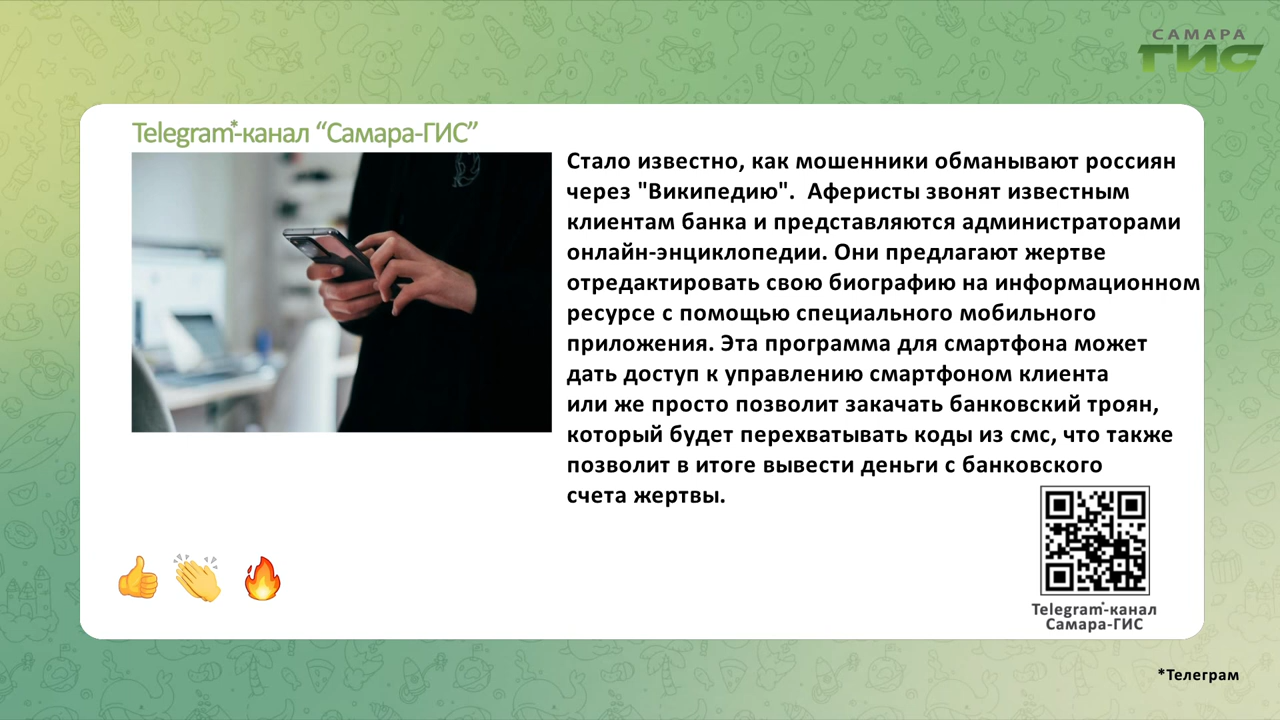 САМАРА
ГИС
Telegram*-канал “Самара-ГИС”
Стало известно, как мошенники обманывают россиян
через "Википедию".  Аферисты звонят известным
клиентам банка и представляются администраторами
онлайн-энциклопедии. Они предлагают жертве
отредактировать свою биографию на информационном
ресурсе с помощью специального мобильного
приложения. Эта программа для смартфона может
дать доступ к управлению смартфоном клиента
или же просто позволит закачать банковский троян,
который будет перехватывать коды из смс, что также
позволит в итоге вывести деньги с банковского
счета жертвы.
Telegram*-канал
Самара-ГИС
*Телеграм